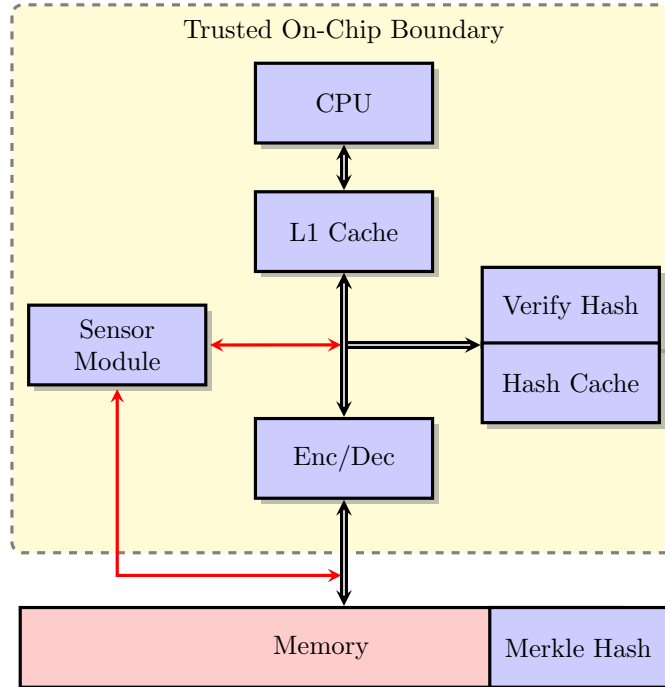 Trusted On-Chip Boundary
CPU
L1 Cache
Verify Hash
Sensor
Module
Hash Cache
Enc/Dec
Memory
Merkle Hash